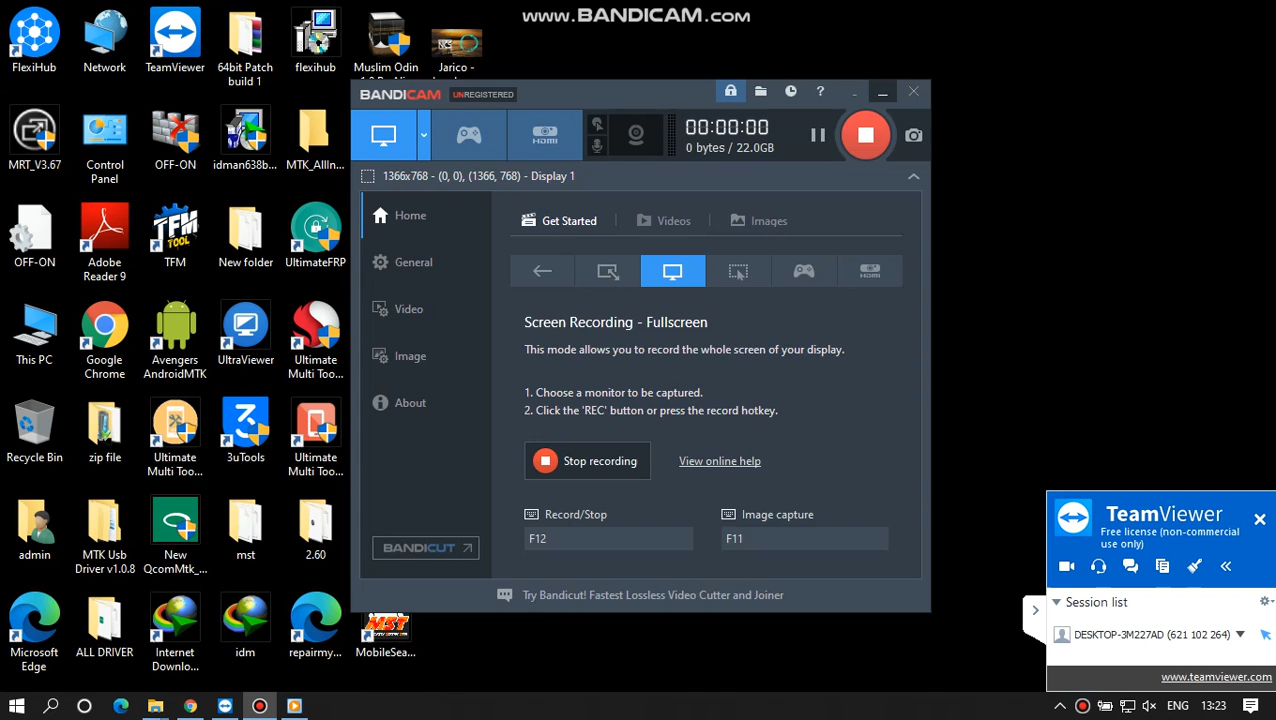 www.BANDICAM.com
FlexiHub
Network
TeamViewer
64bit Patch
build 1
flexihub
Muslim Odin
Jarico -
MRT_V3.67
Control
Panel
OFF-ON
idman638b...
MTK_AllIn...
OFF-ON
Adobe
Reader 9
TFM
TOOL
TFM
New folder
UltimateFRP
This PC
Google
Chrome
Avengers
AndroidMTK
UltraViewer
Ultimate
Multi Too...
Recycle Bin
zip file
Ultimate
Multi Too...
3uTools
Ultimate
Multi Too...
admin
MTK Usb
Driver v1.0.8
New
QcomMtk_...
mst
2.60
Microsoft
Edge
ALL DRIVER
Internet
Downlo...
idm
repairmy...
MST
MobileSea...
BANDICAM UNREGISTERED
HDMI
00:00:00
0 bytes / 22.0GB
1366x768 - (0, 0), (1366, 768) - Display 1
Home
General
Video
Image
About
BANDICUT
Get Started
Videos
Images
HDMI
Screen Recording - Fullscreen
This mode allows you to record the whole screen of your display.
1. Choose a monitor to be captured.
2. Click the 'REC' button or press the record hotkey.
Stop recording
View online help
Record/Stop
Image capture
F12
F11
Try Bandicut! Fastest Lossless Video Cutter and Joiner
TeamViewer
Free license (non-commercial
use only)
Session list
DESKTOP-3M227AD (621 102 264)
www.teamviewer.com
ENG
13:23